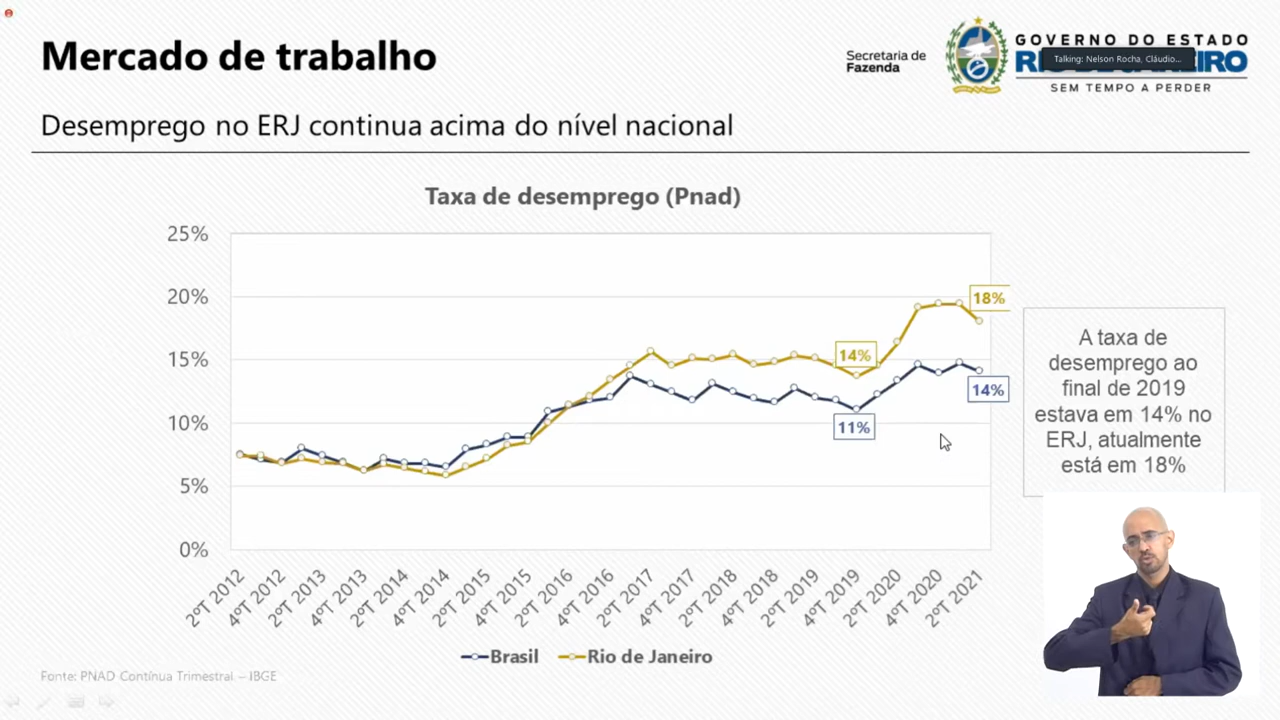 Mercado de trabalho
Secretaria de
Fazenda
GOVERNO DO ESTADO
Talking: Nelson Rocha, Cláudio...
SEM TEMPO A PERDER
Desemprego no ERJ continua acima do nível nacional
Taxa de desemprego (Pnad)
25%
20%
15%
10%
5%
0%
18%
14%
14%
11%
2ºT 2012
4ºT 2012
2ºT 2013
4ºT 2013
2ºT 2014
4ºT 2014
2ºT 2015
4ºT 2015
2ºT 2016
4ºT 2016
2ºT 2017
4ºT 2017
2ºT 2018
4ºT 2018
2ºT 2019
4ºT 2019
2ºT 2020
4ºT 2020
2ºT 2021
Brasil
Rio de Janeiro
A taxa de
desemprego ao
final de 2019
estava em 14% no
ERJ, atualmente
está em 18%
Fonte: PNAD Contínua Trimestral – IBGE